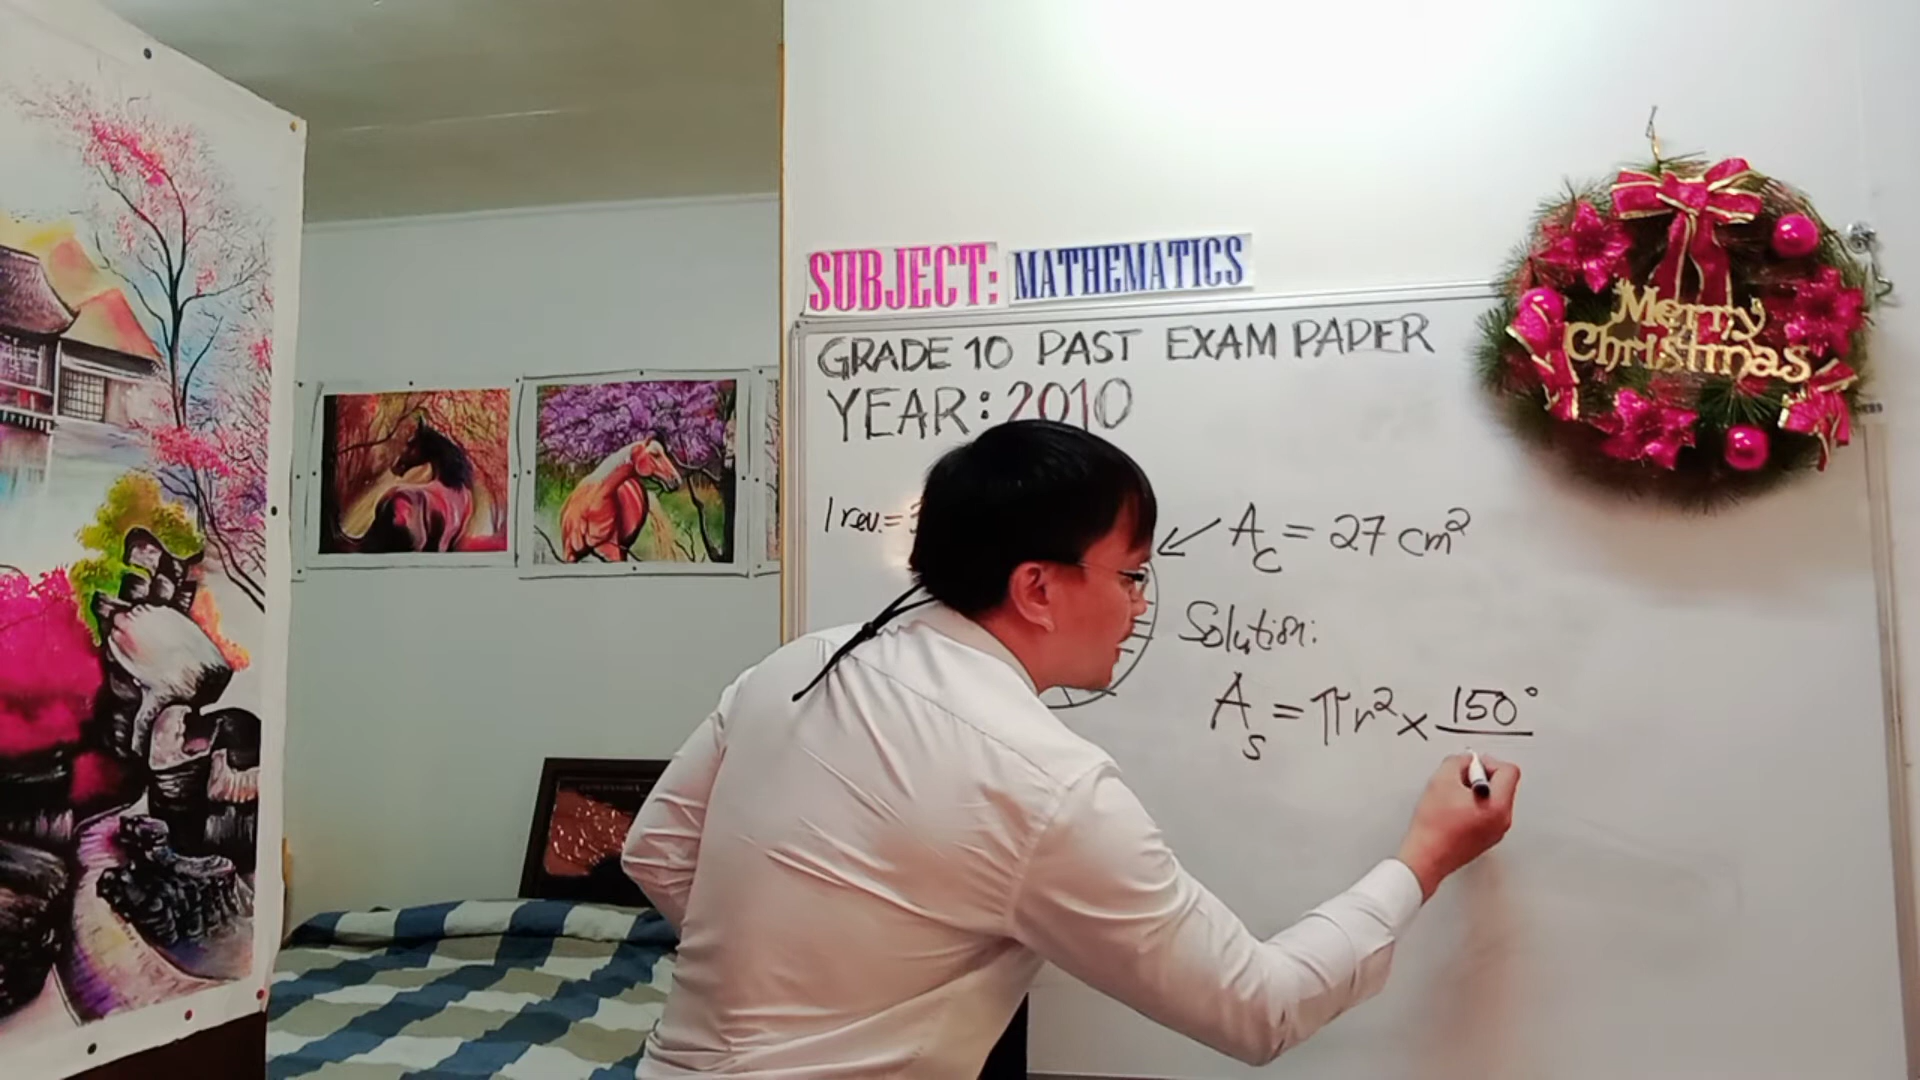 SUBJECT: MATHEMATICS
GRADE 10 PAST EXAM PAPER
YEAR: 2010
1 rev. =
A_c = 27 cm²
Solution:
A_s = πr² × 150°
Merry
Christmas